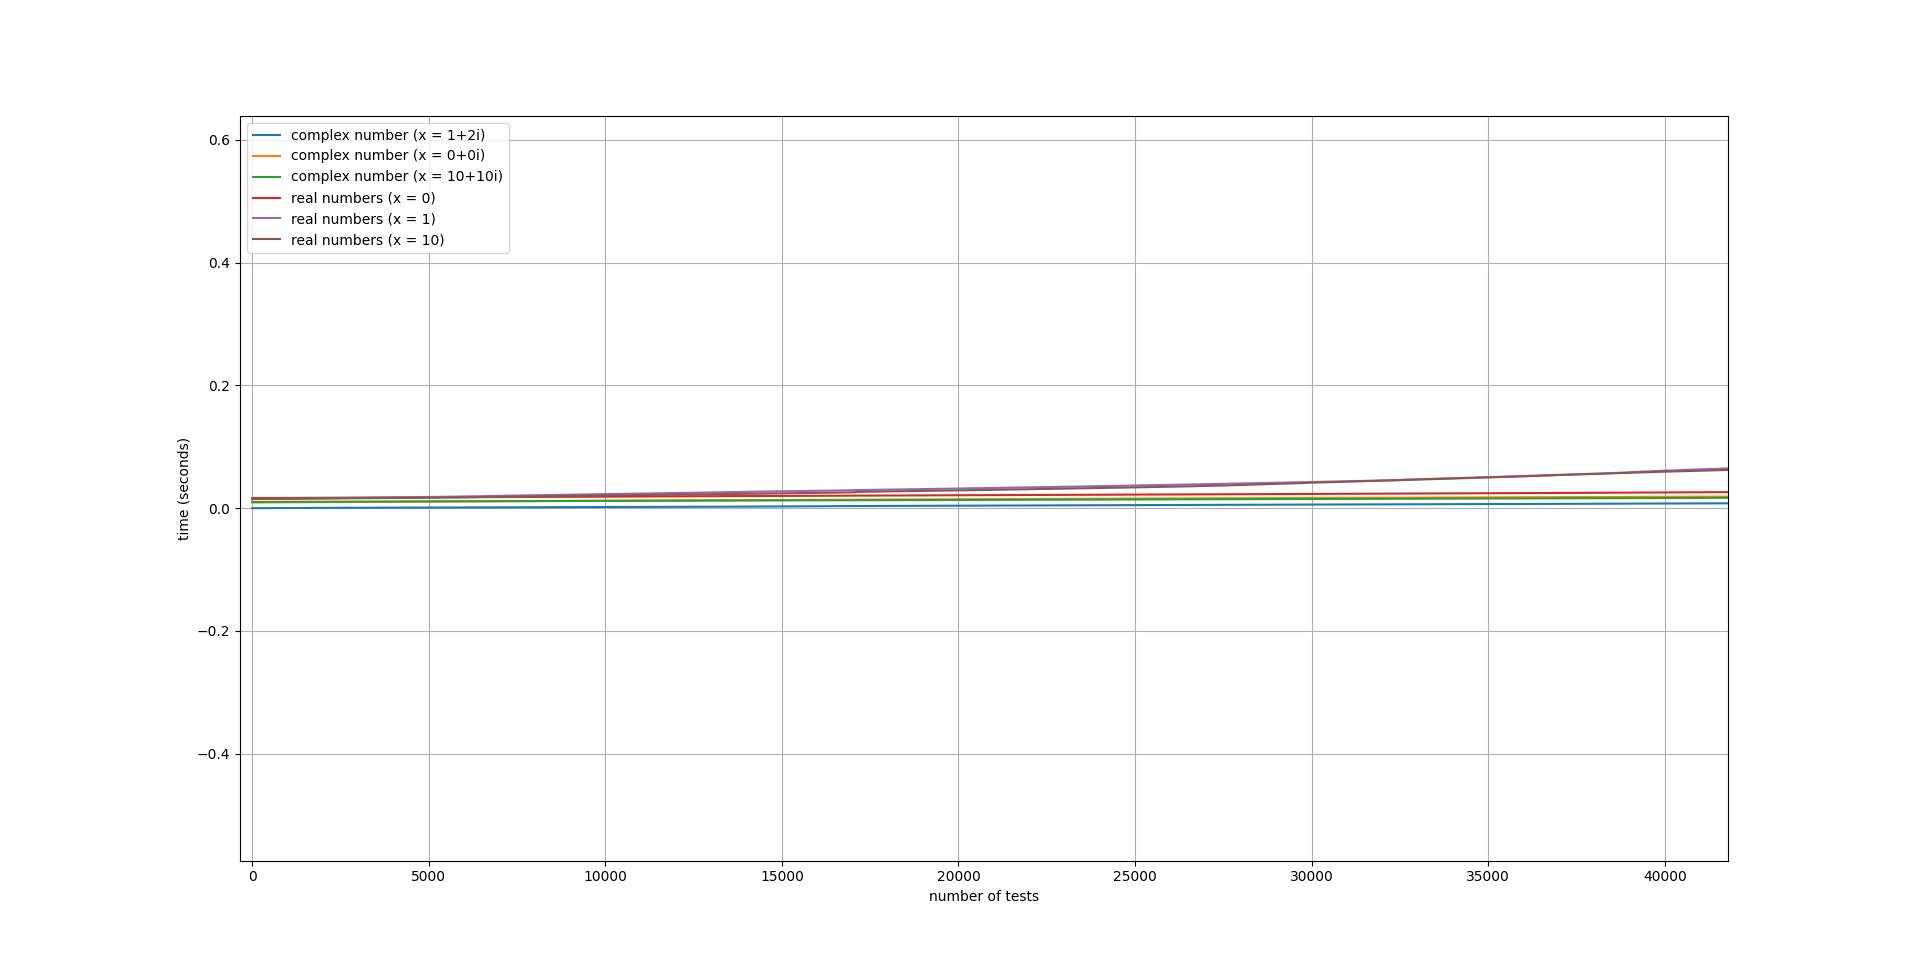 complex number (x = 1+2i)
complex number (x = 0+0i)
complex number (x = 10+10i)
real numbers (x = 0)
real numbers (x = 1)
real numbers (x = 10)
0.6
0.4
0.2
0.0
−0.2
−0.4
time (seconds)
0 5000 10000 15000 20000 25000 30000 35000 40000
number of tests